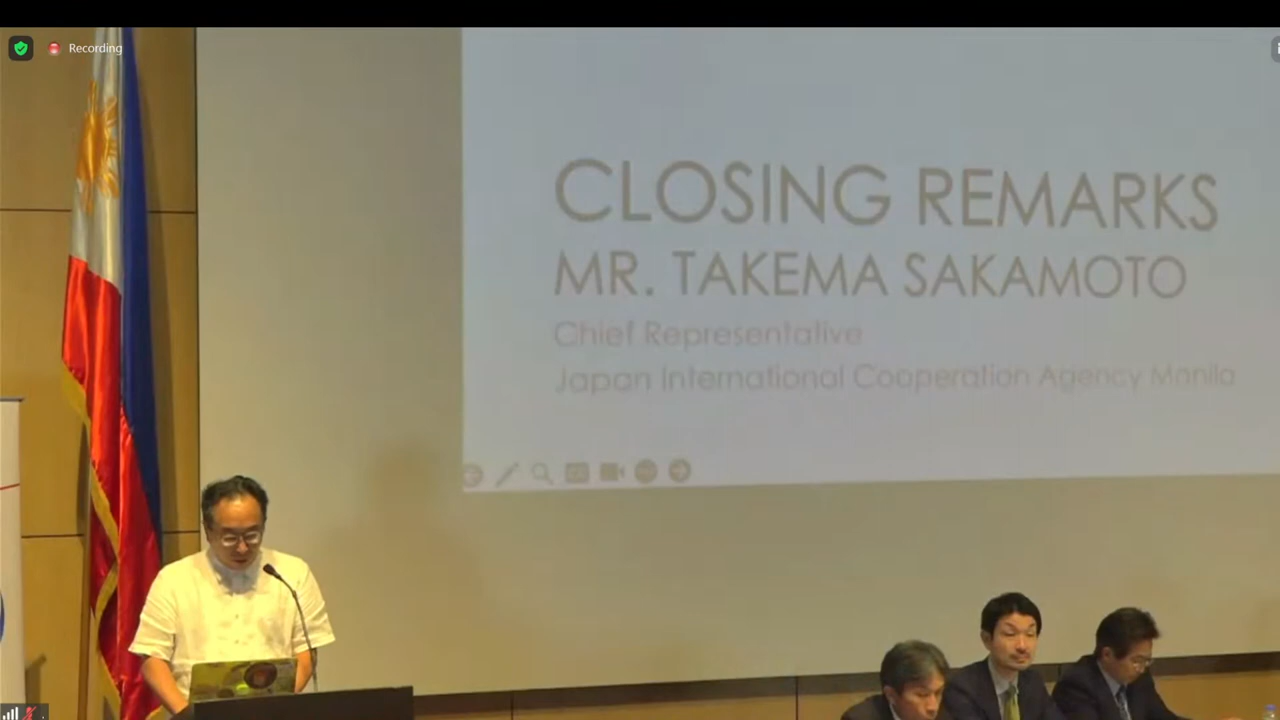 Recording
CLOSING REMARKS
MR. TAKEMA SAKAMOTO
Chief Representative
Japan International Cooperation Agency Manila